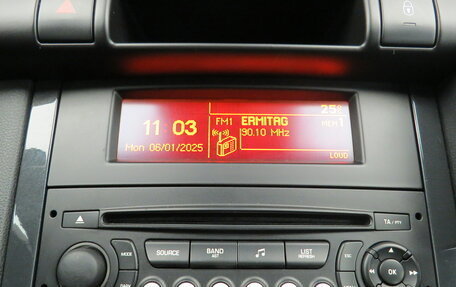 25°
FM1 ERMITAG MEM 1
11 03 90.10 MHz
Mon 06/01/2025
LOUD
TA / PTY
MODE SOURCE BAND AST LIST REFRESH ESC
OK